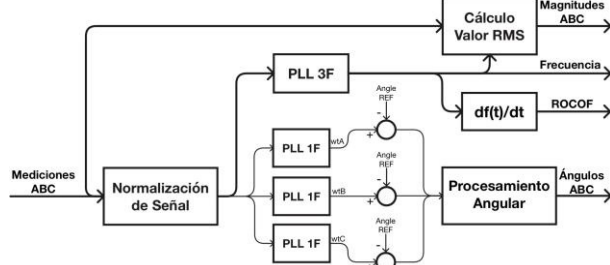 Magnitudes
ABC
Cálculo
Valor RMS
Frecuencia
PLL 3F
df(t)/dt
ROCOF
Angle
REF
-
+
PLL 1F
wtA
Mediciones
ABC
Normalización
de Señal
Angle
REF
-
+
PLL 1F
wtB
Procesamiento
Angular
Ángulos
ABC
Angle
REF
-
PLL 1F
wtC
+